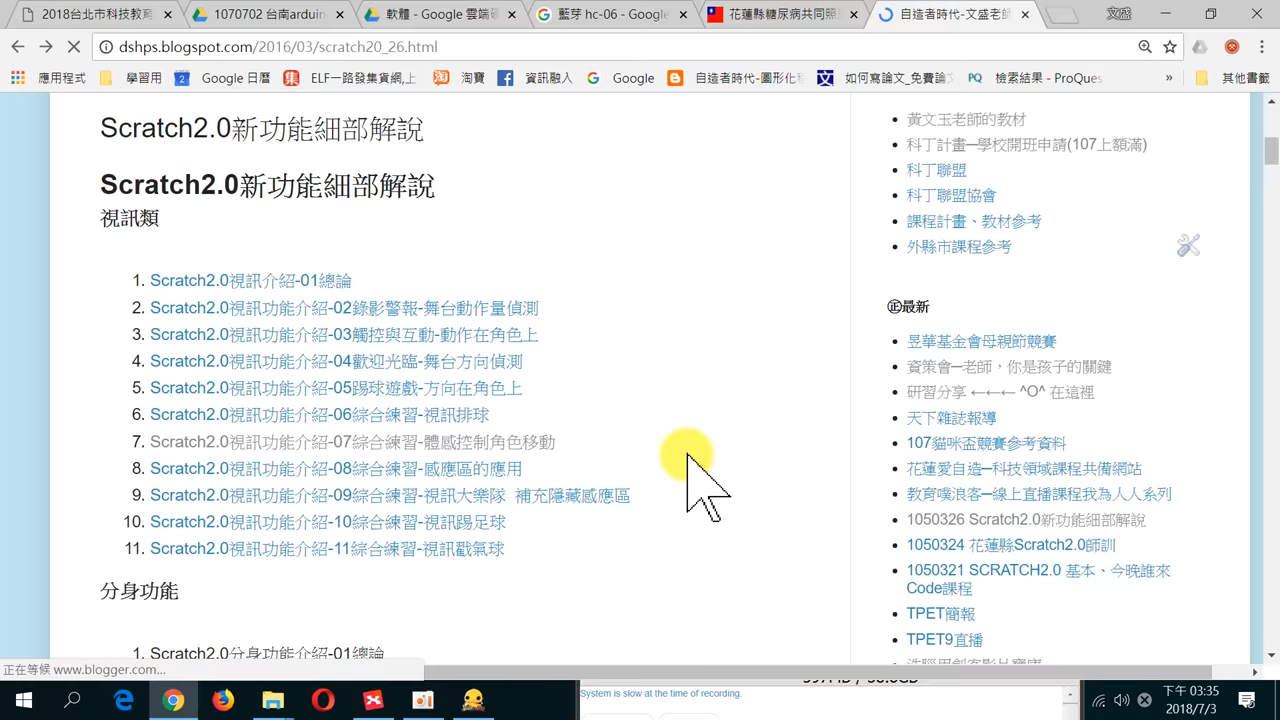 2018台北市科技教育
1070702 台南arduin
軟體 - Google 雲端硬
藍芽 hc-06 - Google
花蓮縣糖尿病共同照
自造者時代-文盛老師
文盛
dshps.blogspot.com/2016/03/scratch20_26.html
應用程式
學習用
Google 日曆
ELF一路發集貨網,上
淘寶
資訊融入
Google
自造者時代-圖形化程
如何寫論文_免費論文
檢索結果 - ProQues
其他書籤
Scratch2.0新功能細部解說
Scratch2.0新功能細部解說
視訊類
1. Scratch2.0視訊介紹-01總論
2. Scratch2.0視訊功能介紹-02錄影警報-舞台動作量偵測
3. Scratch2.0視訊功能介紹-03觸控與互動-動作在角色上
4. Scratch2.0視訊功能介紹-04歡迎光臨-舞台方向偵測
5. Scratch2.0視訊功能介紹-05踢球遊戲-方向在角色上
6. Scratch2.0視訊功能介紹-06綜合練習-視訊排球
7. Scratch2.0視訊功能介紹-07綜合練習-體感控制角色移動
8. Scratch2.0視訊功能介紹-08綜合練習-感應區的應用
9. Scratch2.0視訊功能介紹-09綜合練習-視訊大樂隊 補充隱藏感應區
10. Scratch2.0視訊功能介紹-10綜合練習-視訊踢足球
11. Scratch2.0視訊功能介紹-11綜合練習-視訊戳氣球
分身功能
1. Scratch2.0分身功能介紹-01總論
黃文玉老師的教材
科丁計畫─學校開班申請(107上額滿)
科丁聯盟
科丁聯盟協會
課程計畫、教材參考
外縣市課程參考
㊣最新
昱華基金會母親節競賽
資策會─老師，你是孩子的關鍵
研習分享 ←←← ^O^ 在這裡
天下雜誌報導
107貓咪盃競賽參考資料
花蓮愛自造─科技領域課程共備網站
教育噗浪客─線上直播課程我為人人系列
1050326 Scratch2.0新功能細部解說
1050324 花蓮縣Scratch2.0師訓
1050321 SCRATCH2.0 基本、今晚誰來
Code課程
TPET簡報
TPET9直播
正在等候 www.blogger.com...
System is slow at the time of recording.
下午 03:35
2018/7/3